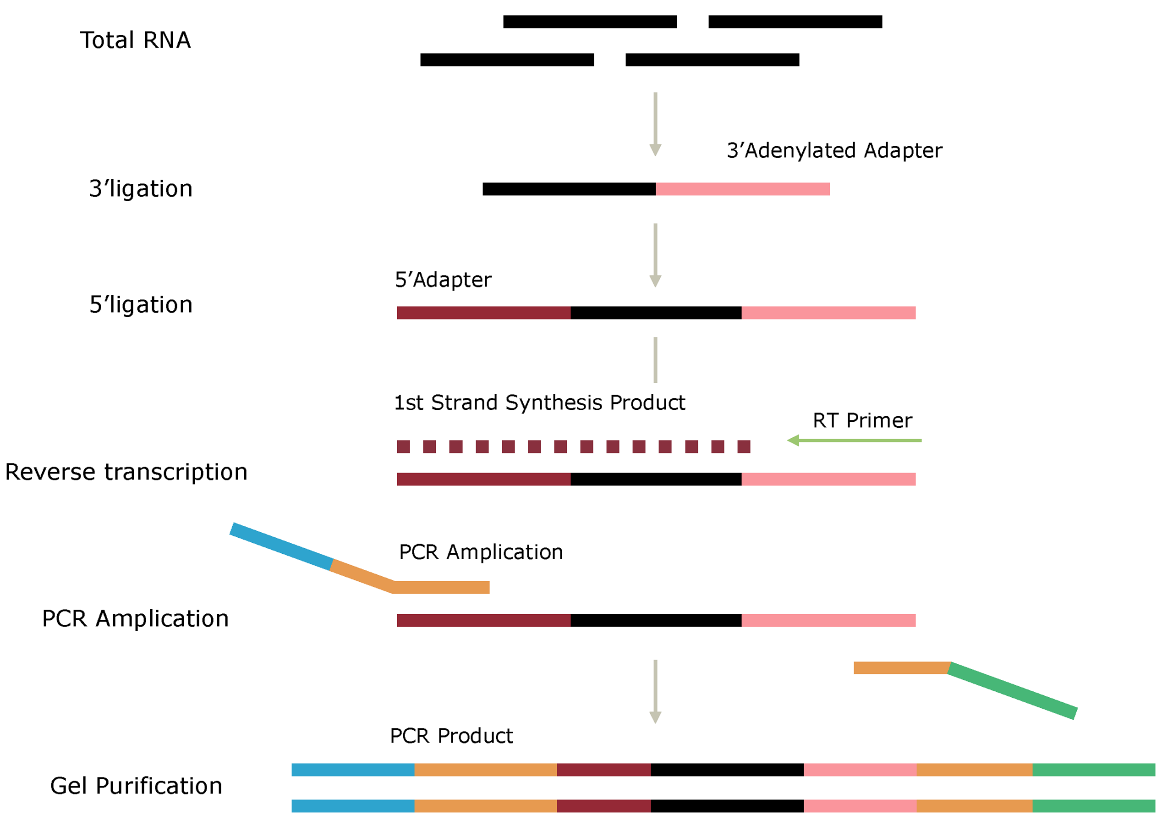 Total RNA
3’Adenylated Adapter
3’ligation
5’Adapter
5’ligation
1st Strand Synthesis Product
RT Primer
Reverse transcription
PCR Amplication
PCR Amplication
PCR Product
Gel Purification